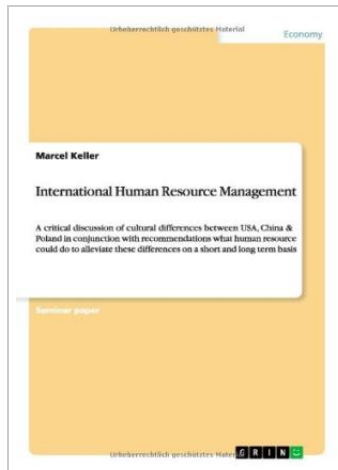 Urheberrechtlich geschütztes Material
Economy
Marcel Keller
International Human Resource Management
A critical discussion of cultural differences between USA, China &
Poland in conjunction with recommendations what human resource
could do to alleviate these differences on a short and long term basis
Seminar paper
Urheberrechtlich geschütztes Mater
GRIN